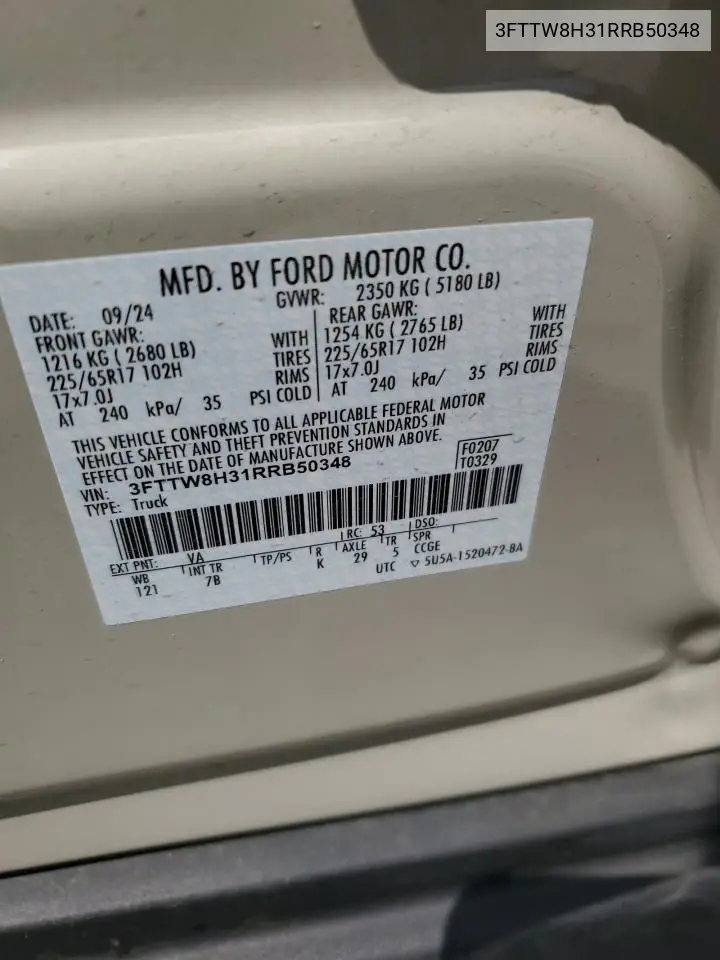 3FTTW8H31RRB50348
MFD. BY FORD MOTOR CO.
DATE: 09/24 GVWR: 2350 KG ( 5180 LB)
FRONT GAWR: REAR GAWR:
1216 KG ( 2680 LB) WITH 1254 KG ( 2765 LB) WITH
225/65R17 102H TIRES 225/65R17 102H TIRES
17x7.0J RIMS 17x7.0J RIMS
AT 240 kPa/ 35 PSI COLD AT 240 kPa/ 35 PSI COLD
THIS VEHICLE CONFORMS TO ALL APPLICABLE FEDERAL MOTOR
VEHICLE SAFETY AND THEFT PREVENTION STANDARDS IN
EFFECT ON THE DATE OF MANUFACTURE SHOWN ABOVE.
VIN: 3FTTW8H31RRB50348 F0207
TYPE: Truck T0329
EXT PNT: VA RC: 53 DSO:
WB INT TR TP/PS R AXLE TR SPR
121 7B K 29 5 CCGE
UTC ▽ 5U5A-1520472-BA